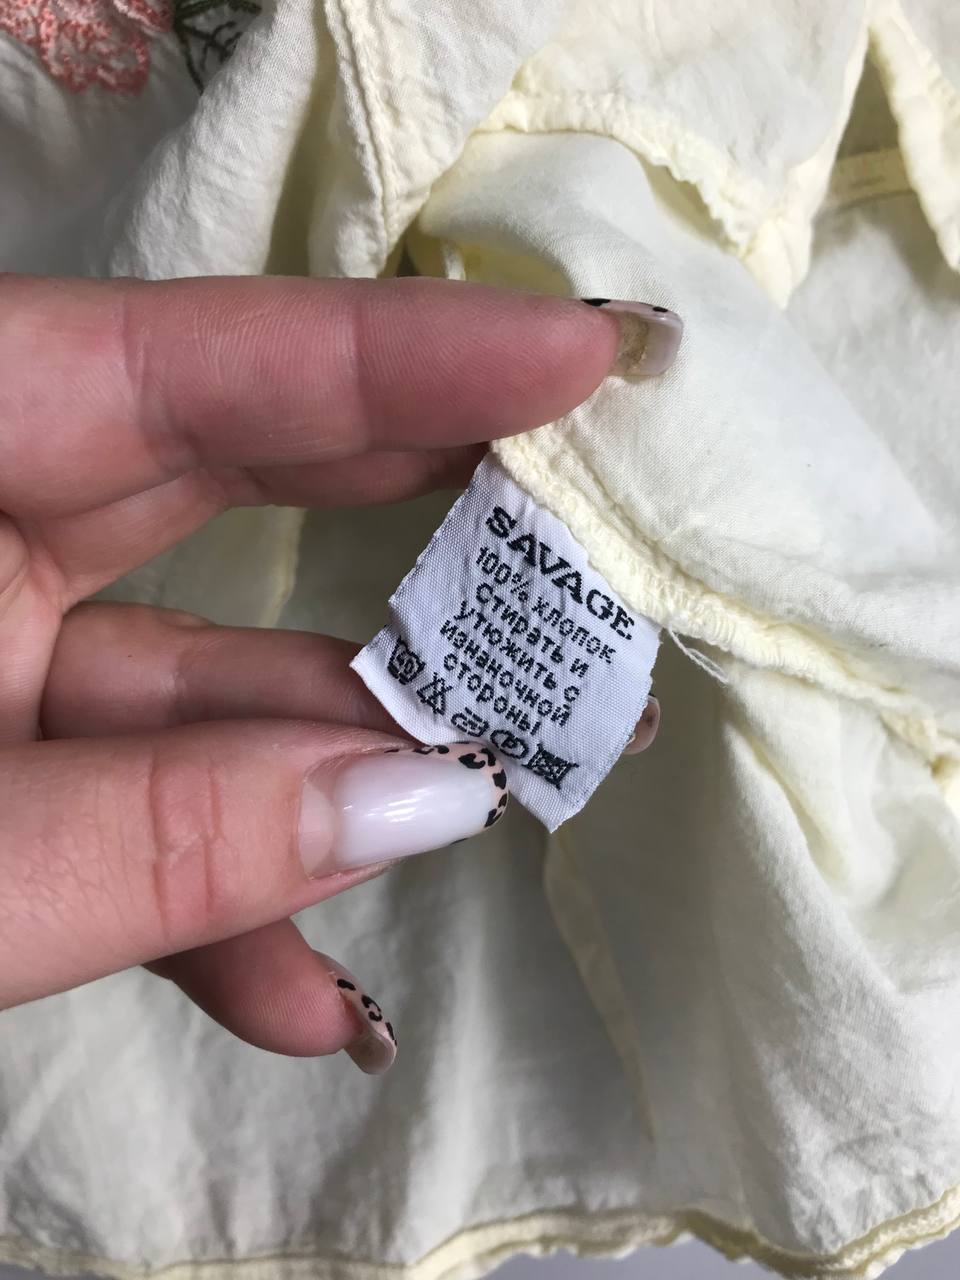 SAVAGE
100% хлопок
стирать и
утюжить с
изнаночной
стороны